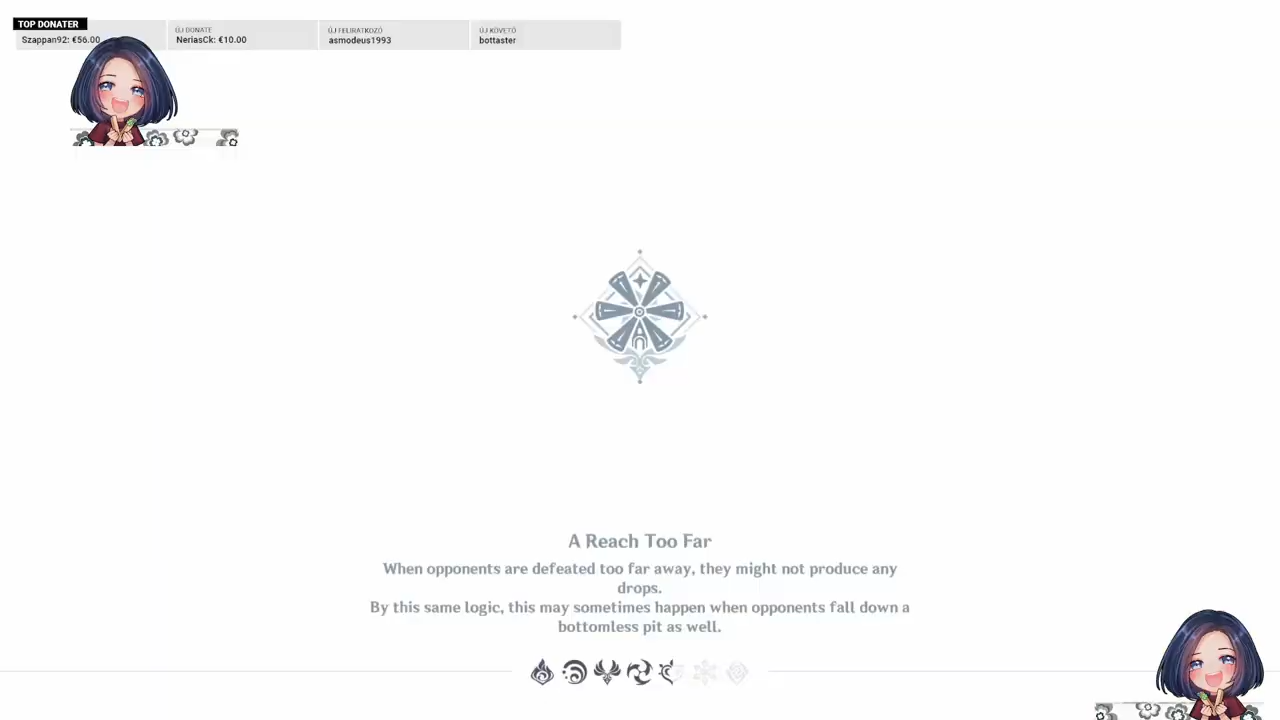 TOP DONATER
Szappan92: €56.00
ÚJ DONATE
NeriasCk: €10.00
ÚJ FELIRATKOZÓ
asmodeus1993
ÚJ KÖVETŐ
bottaster
A Reach Too Far
When opponents are defeated too far away, they might not produce any
drops.
By this same logic, this may sometimes happen when opponents fall down a
bottomless pit as well.